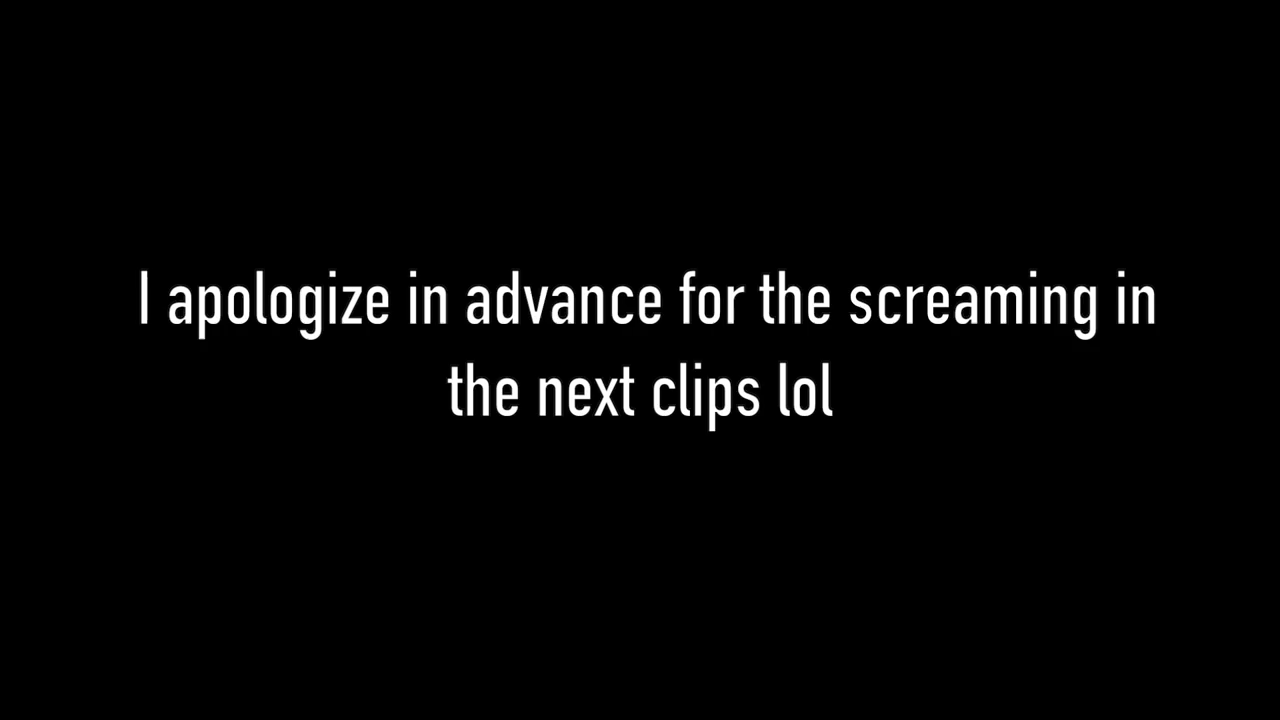 I apologize in advance for the screaming in
the next clips lol